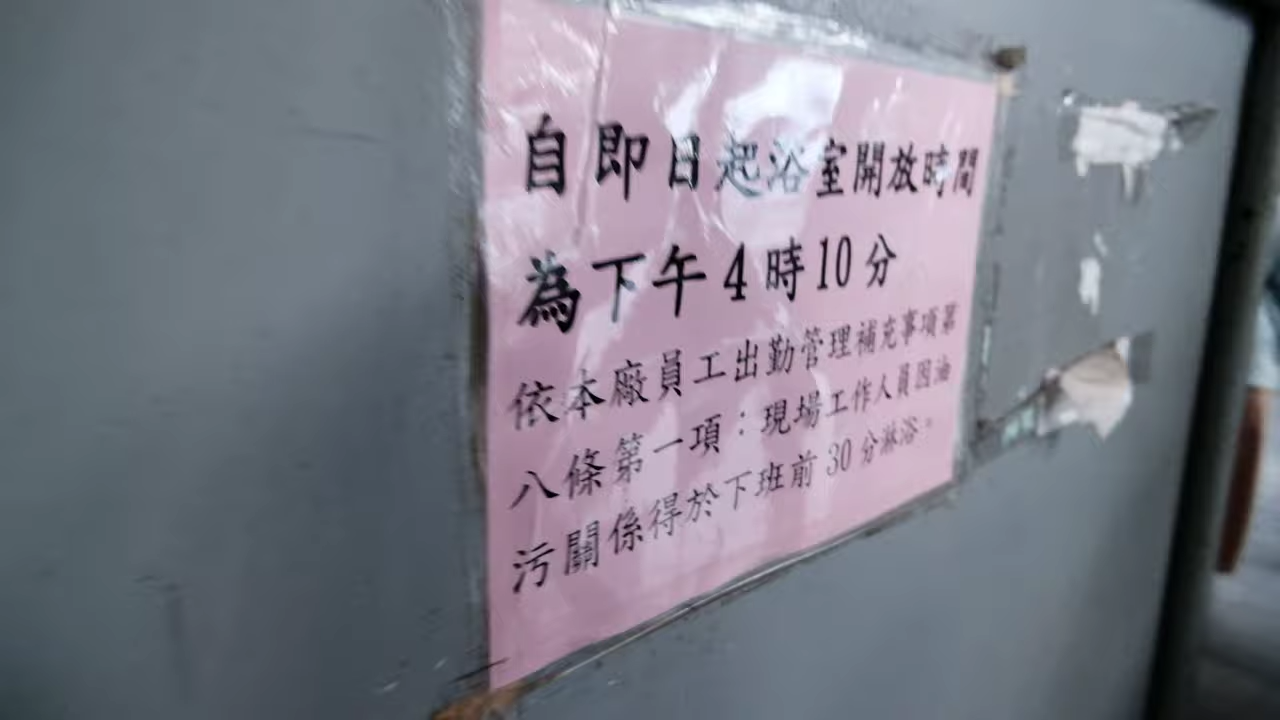 自即日起浴室開放時間
為下午4時10分
依本廠員工出勤管理補充事項第
八條第一項：現場工作人員因油
污關係得於下班前30分淋浴。